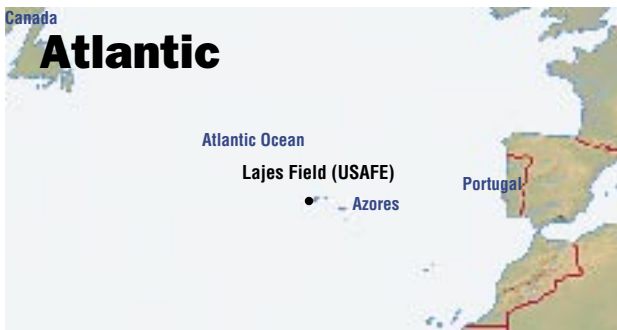 Canada
Atlantic
Atlantic Ocean
Lajes Field (USAFE)
Portugal
Azores